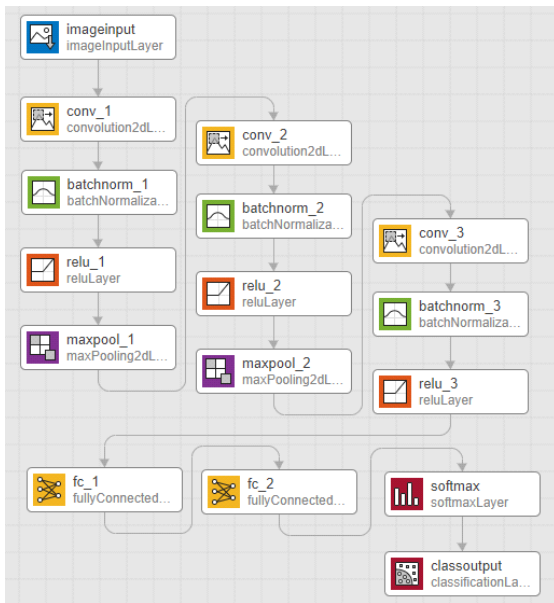 imageinput
imageInputLayer
conv_1
convolution2dL...
batchnorm_1
batchNormaliza...
relu_1
reluLayer
maxpool_1
maxPooling2dL...
conv_2
convolution2dL...
batchnorm_2
batchNormaliza...
relu_2
reluLayer
maxpool_2
maxPooling2dL...
conv_3
convolution2dL...
batchnorm_3
batchNormaliza...
relu_3
reluLayer
fc_1
fullyConnected...
fc_2
fullyConnected...
softmax
softmaxLayer
classoutput
classificationLa...